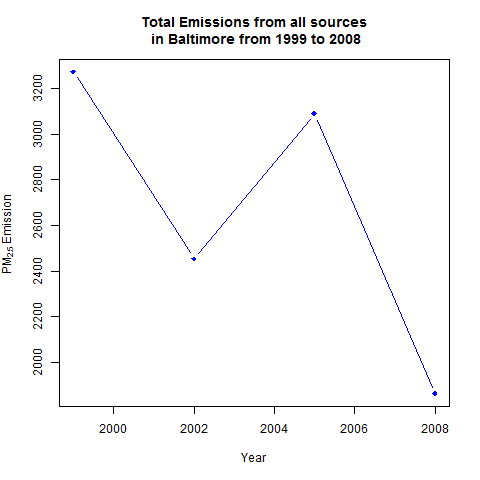 Total Emissions from all sources
in Baltimore from 1999 to 2008
3200
3000
2800
2600
2400
2200
2000
PM2.5 Emission
2000 2002 2004 2006 2008
Year